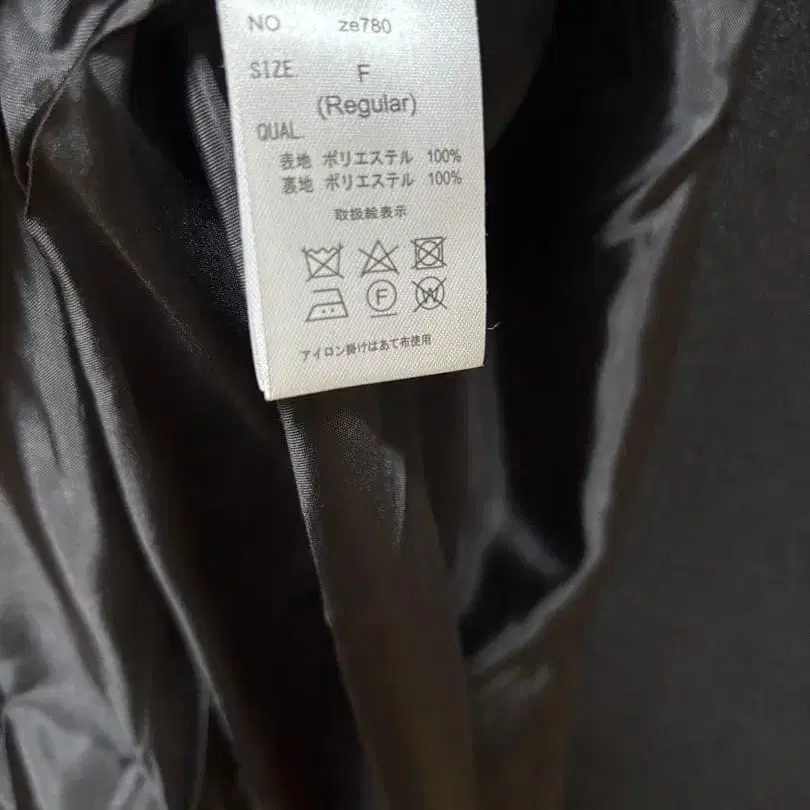 NO ze780
SIZE. F
(Regular)
QUAL.
表地 ポリエステル 100%
裏地 ポリエステル 100%
取扱絵表示
F W
アイロン掛けはあて布使用